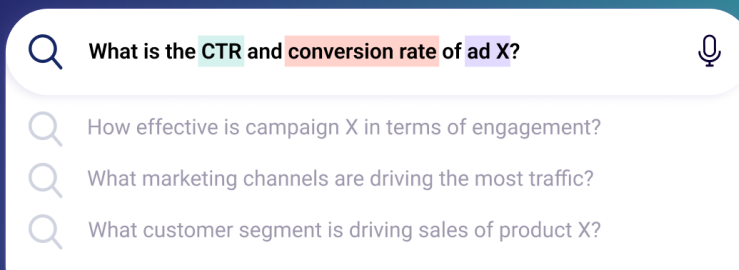 What is the CTR and conversion rate of ad X?
How effective is campaign X in terms of engagement?
What marketing channels are driving the most traffic?
What customer segment is driving sales of product X?